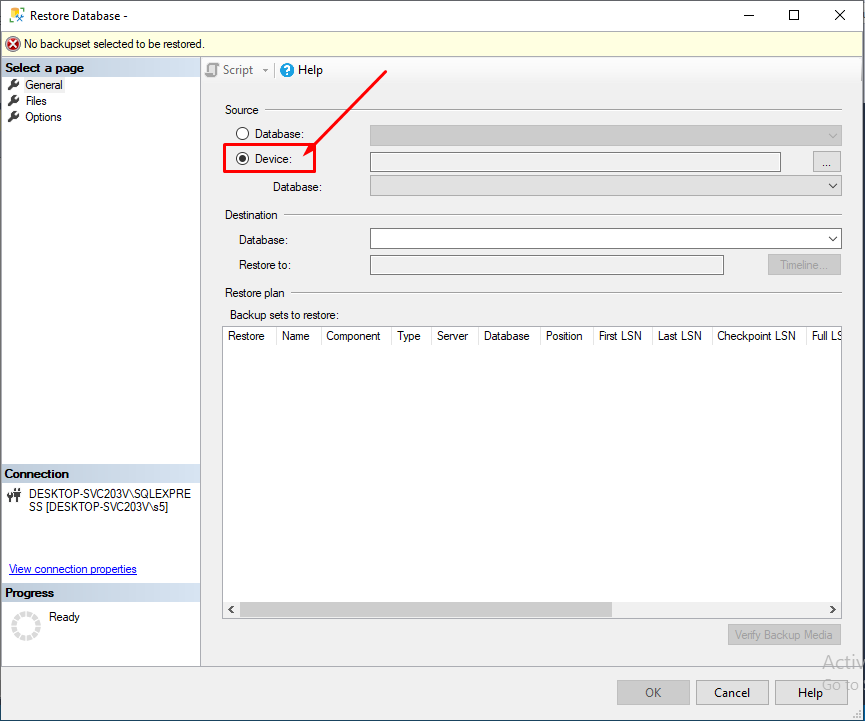 Restore Database -
No backupset selected to be restored.
Select a page
General
Files
Options
Script
Help
Source
Database:
Device:
...
Database:
Destination
Database:
Restore to:
Timeline...
Restore plan
Backup sets to restore:
Restore Name Component Type Server Database Position First LSN Last LSN Checkpoint LSN Full LS
Connection
DESKTOP-SVC203V\SQLEXPRE
SS [DESKTOP-SVC203V\s5]
View connection properties
Progress
Ready
Verify Backup Media
Activ
Go to
OK
Cancel
Help